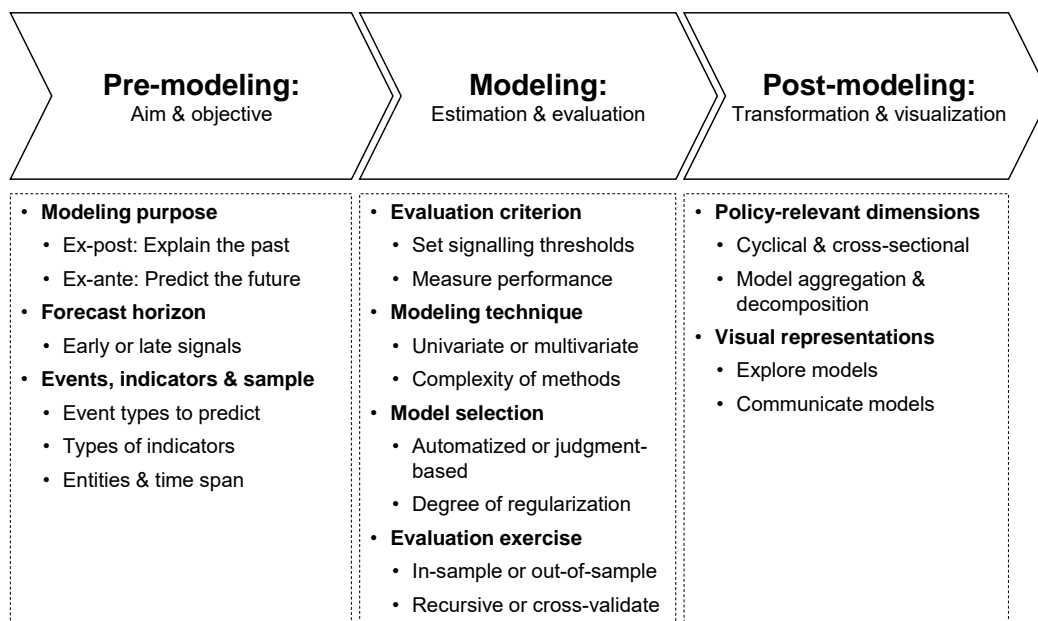 Pre-modeling:
Aim & objective
Modeling:
Estimation & evaluation
Post-modeling:
Transformation & visualization
• Modeling purpose
• Ex-post: Explain the past
• Ex-ante: Predict the future
• Forecast horizon
• Early or late signals
• Events, indicators & sample
• Event types to predict
• Types of indicators
• Entities & time span
• Evaluation criterion
• Set signalling thresholds
• Measure performance
• Modeling technique
• Univariate or multivariate
• Complexity of methods
• Model selection
• Automatized or judgment-
based
• Degree of regularization
• Evaluation exercise
• In-sample or out-of-sample
• Recursive or cross-validate
• Policy-relevant dimensions
• Cyclical & cross-sectional
• Model aggregation &
decomposition
• Visual representations
• Explore models
• Communicate models